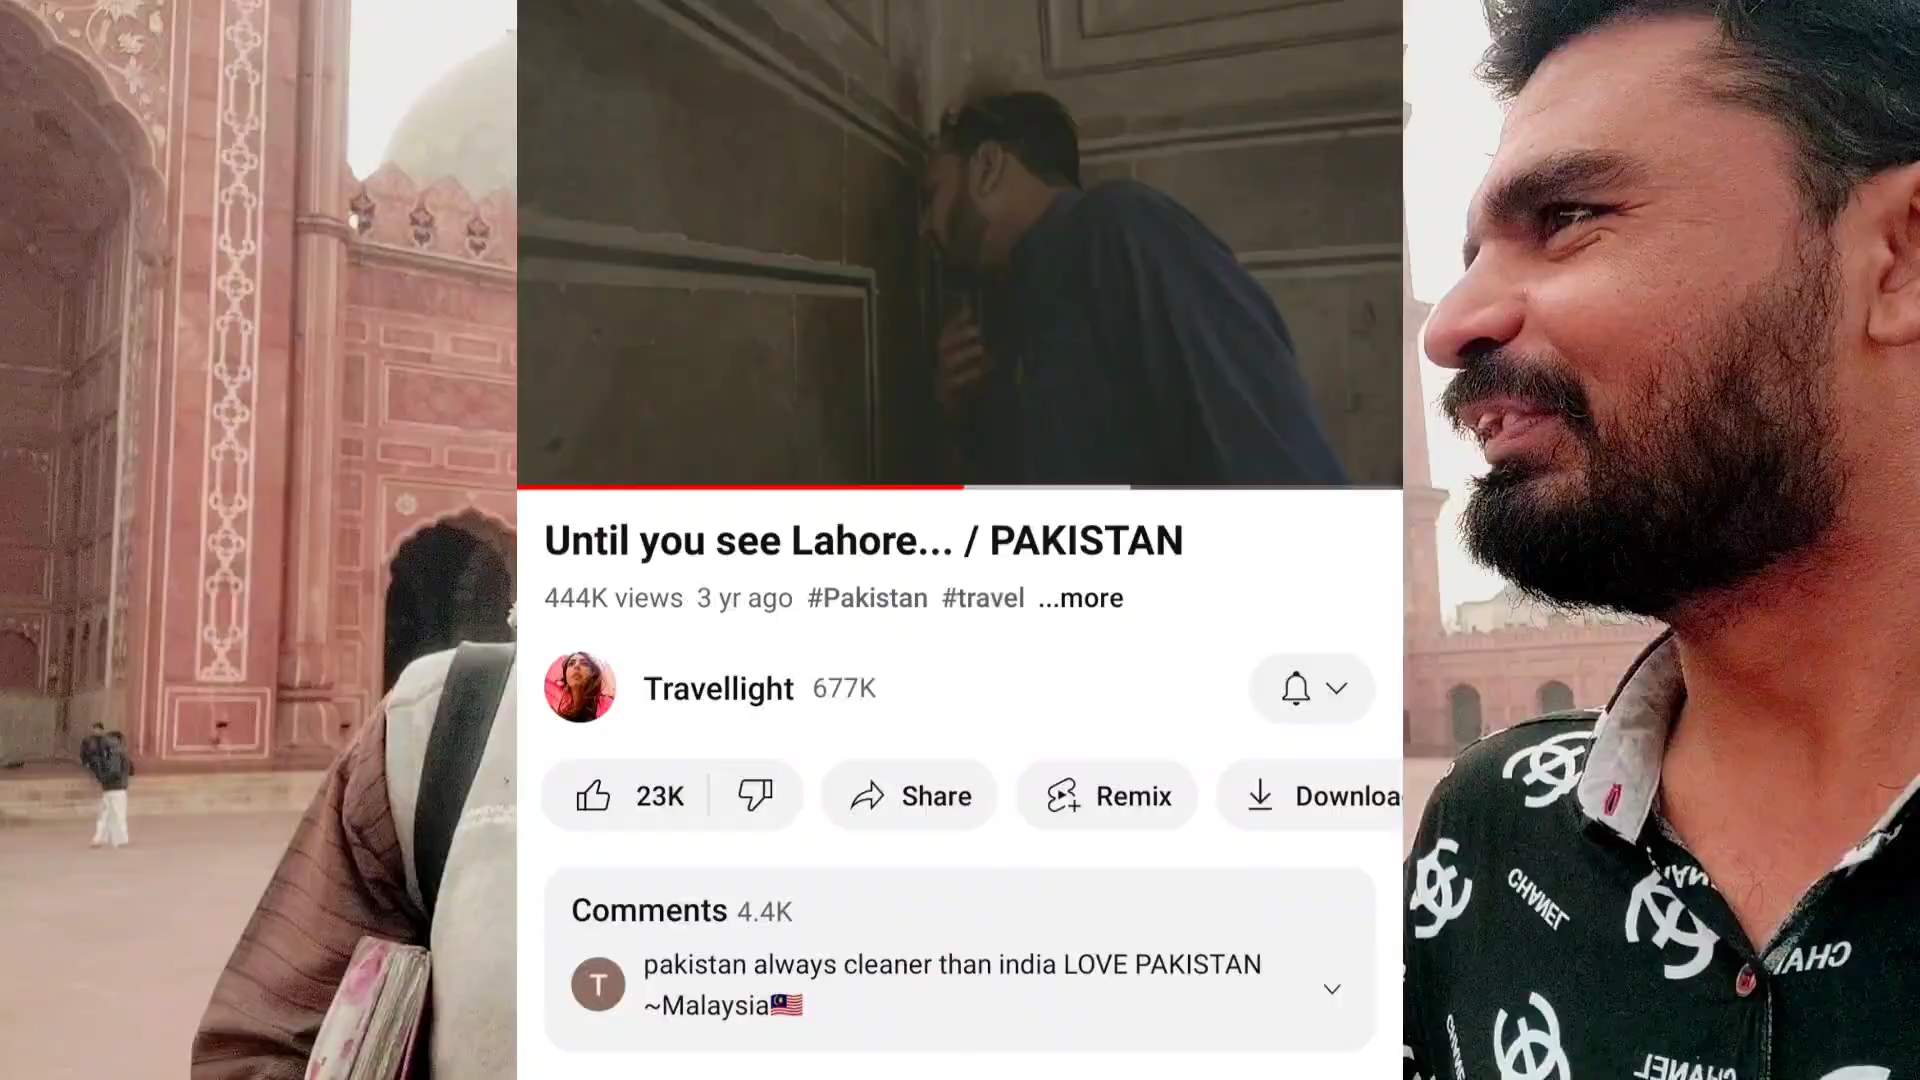 Until you see Lahore... / PAKISTAN
444K views 3 yr ago #Pakistan #travel ...more
Travellight 677K
23K Share Remix Downloa
Comments 4.4K
T
pakistan always cleaner than india LOVE PAKISTAN
~Malaysia🇲🇾
CHANEL
CHANEL